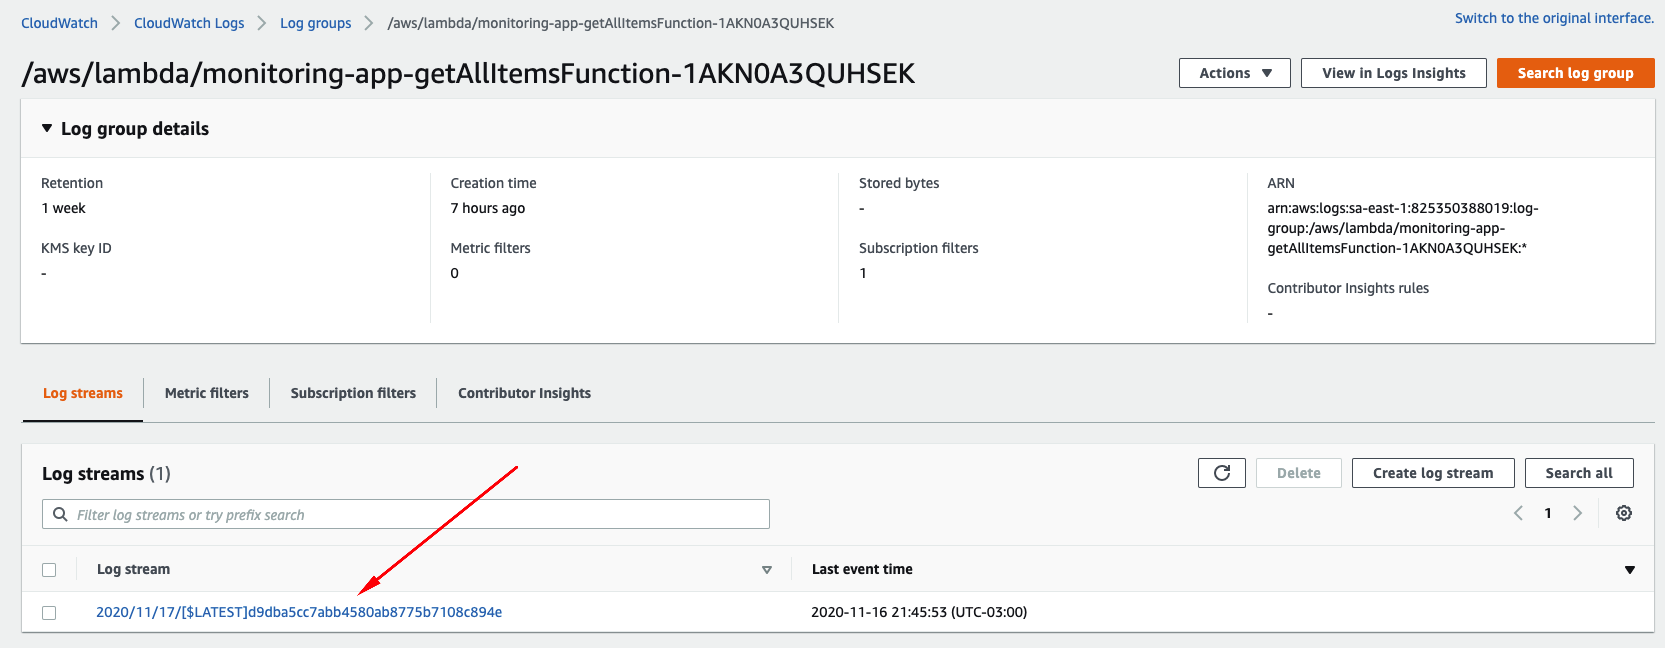 CloudWatch > CloudWatch Logs > Log groups > /aws/lambda/monitoring-app-getAllItemsFunction-1AKN0A3QUHSEK
Switch to the original interface.
/aws/lambda/monitoring-app-getAllItemsFunction-1AKN0A3QUHSEK
Actions
View in Logs Insights
Search log group
Log group details
Retention
1 week
KMS key ID
-
Creation time
7 hours ago
Metric filters
0
Stored bytes
-
Subscription filters
1
ARN
arn:aws:logs:sa-east-1:825350388019:log-
group:/aws/lambda/monitoring-app-
getAllItemsFunction-1AKN0A3QUHSEK:*
Contributor Insights rules
-
Log streams
Metric filters
Subscription filters
Contributor Insights
Log streams (1)
Delete
Create log stream
Search all
Filter log streams or try prefix search
1
Log stream
Last event time
2020/11/17/[$LATEST]d9dba5cc7abb4580ab8775b7108c894e
2020-11-16 21:45:53 (UTC-03:00)